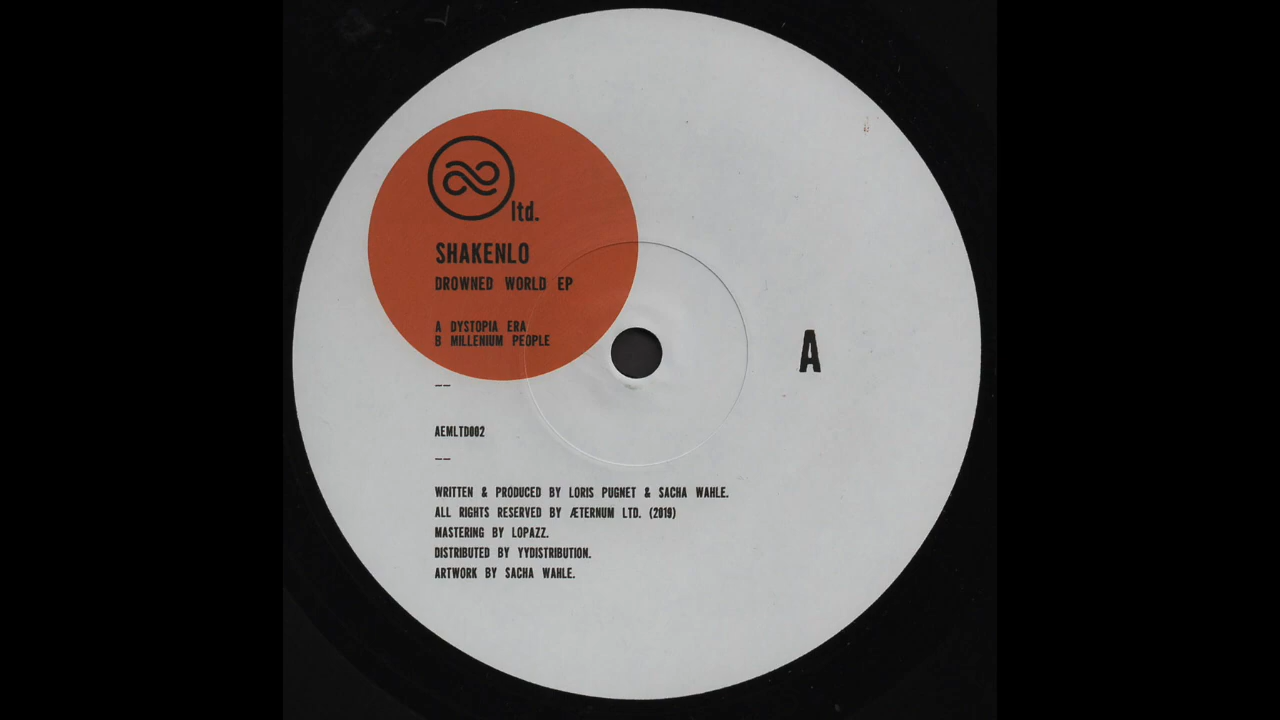 ltd.
SHAKENLO
DROWNED WORLD EP
A DYSTOPIA ERA
B MILLENIUM PEOPLE
A
AEMLTD002
WRITTEN & PRODUCED BY LORIS PUGNET & SACHA WAHLE.
ALL RIGHTS RESERVED BY ÆTERNUM LTD. (2019)
MASTERING BY LOPAZZ.
DISTRIBUTED BY YYDISTRIBUTION.
ARTWORK BY SACHA WAHLE.